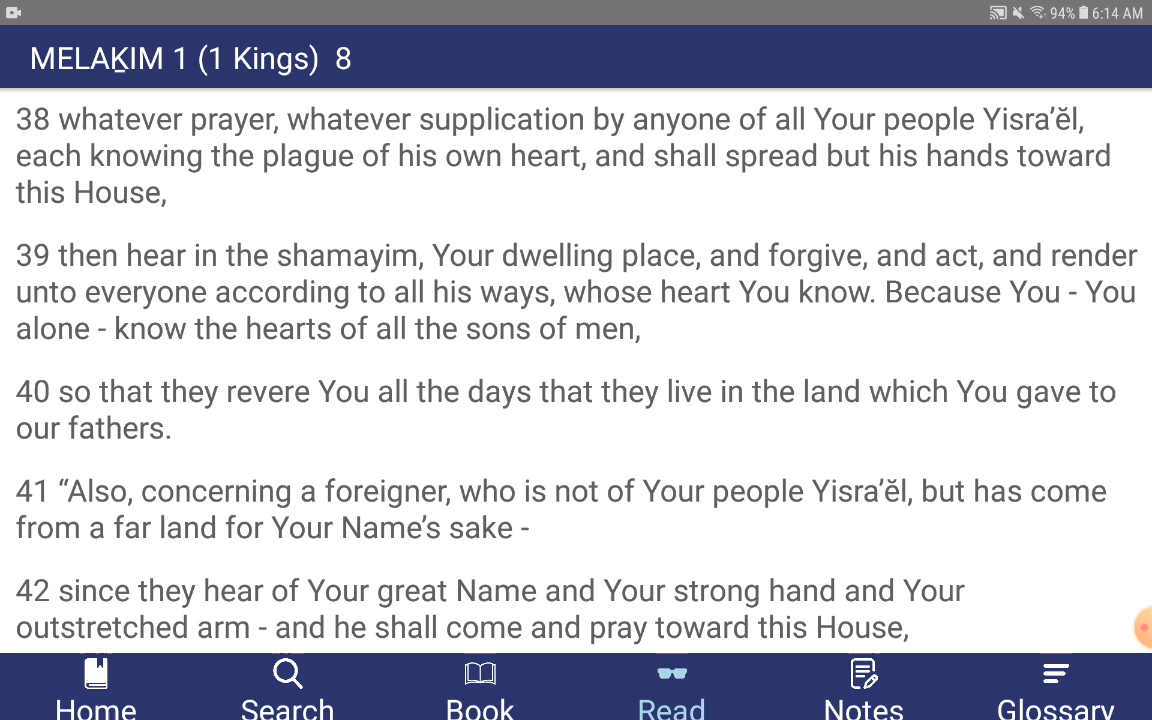 94% 6:14 AM
MELAḴIM 1 (1 Kings) 8
38 whatever prayer, whatever supplication by anyone of all Your people Yisra’ĕl,
each knowing the plague of his own heart, and shall spread but his hands toward
this House,
39 then hear in the shamayim, Your dwelling place, and forgive, and act, and render
unto everyone according to all his ways, whose heart You know. Because You - You
alone - know the hearts of all the sons of men,
40 so that they revere You all the days that they live in the land which You gave to
our fathers.
41 “Also, concerning a foreigner, who is not of Your people Yisra’ĕl, but has come
from a far land for Your Name’s sake -
42 since they hear of Your great Name and Your strong hand and Your
outstretched arm - and he shall come and pray toward this House,
Home Search Book Read Notes Glossary